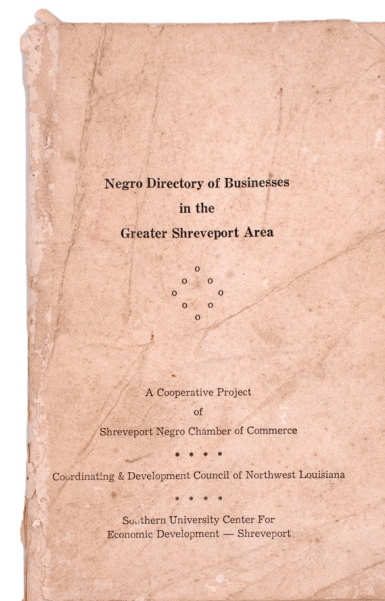 Negro Directory of Businesses
in the
Greater Shreveport Area
o
o o
o o
o o
o
A Cooperative Project
of
Shreveport Negro Chamber of Commerce
* * * *
Coordinating & Development Council of Northwest Louisiana
* * * *
Southern University Center For
Economic Development — Shreveport